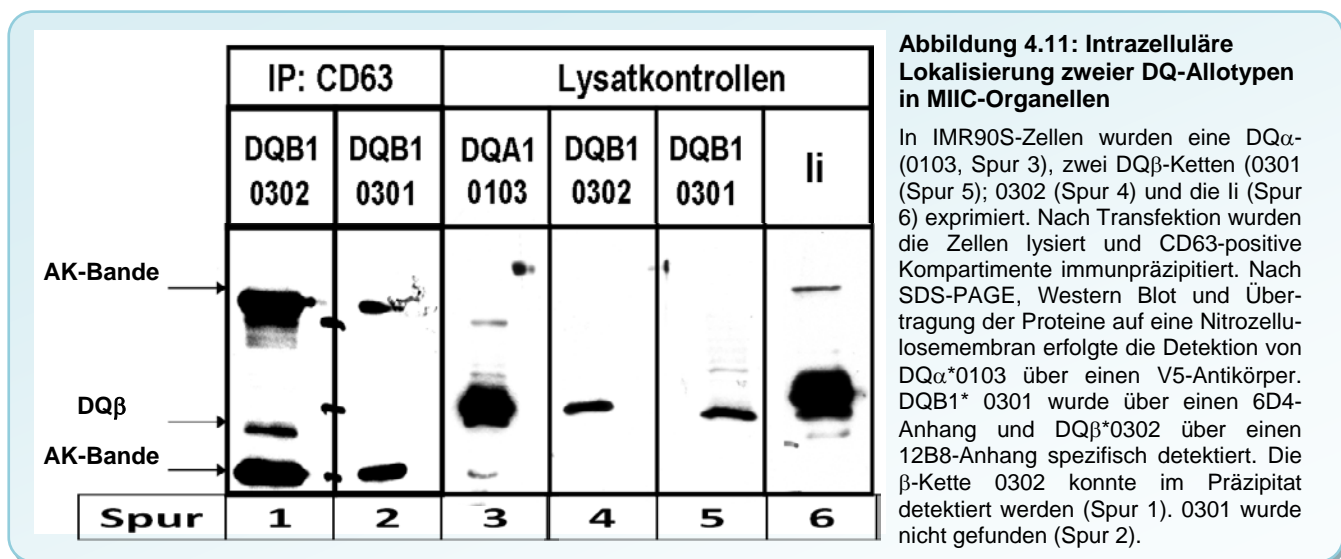 IP: CD63 Lysatkontrollen
DQB1 DQB1 DQA1 DQB1 DQB1 Ii
0302 0301 0103 0302 0301
AK-Bande
DQβ
AK-Bande
Spur 1 2 3 4 5 6
Abbildung 4.11: Intrazelluläre
Lokalisierung zweier DQ-Allotypen
in MIIC-Organellen
In IMR90S-Zellen wurden eine DQα-
(0103, Spur 3), zwei DQβ-Ketten (0301
(Spur 5); 0302 (Spur 4) und die Ii (Spur
6) exprimiert. Nach Transfektion wurden
die Zellen lysiert und CD63-positive
Kompartimente immunpräzipitiert. Nach
SDS-PAGE, Western Blot und Über-
tragung der Proteine auf eine Nitrozellu-
losemembran erfolgte die Detektion von
DQα*0103 über einen V5-Antikörper.
DQB1* 0301 wurde über einen 6D4-
Anhang und DQβ*0302 über einen
12B8-Anhang spezifisch detektiert. Die
β-Kette 0302 konnte im Präzipitat
detektiert werden (Spur 1). 0301 wurde
nicht gefunden (Spur 2).